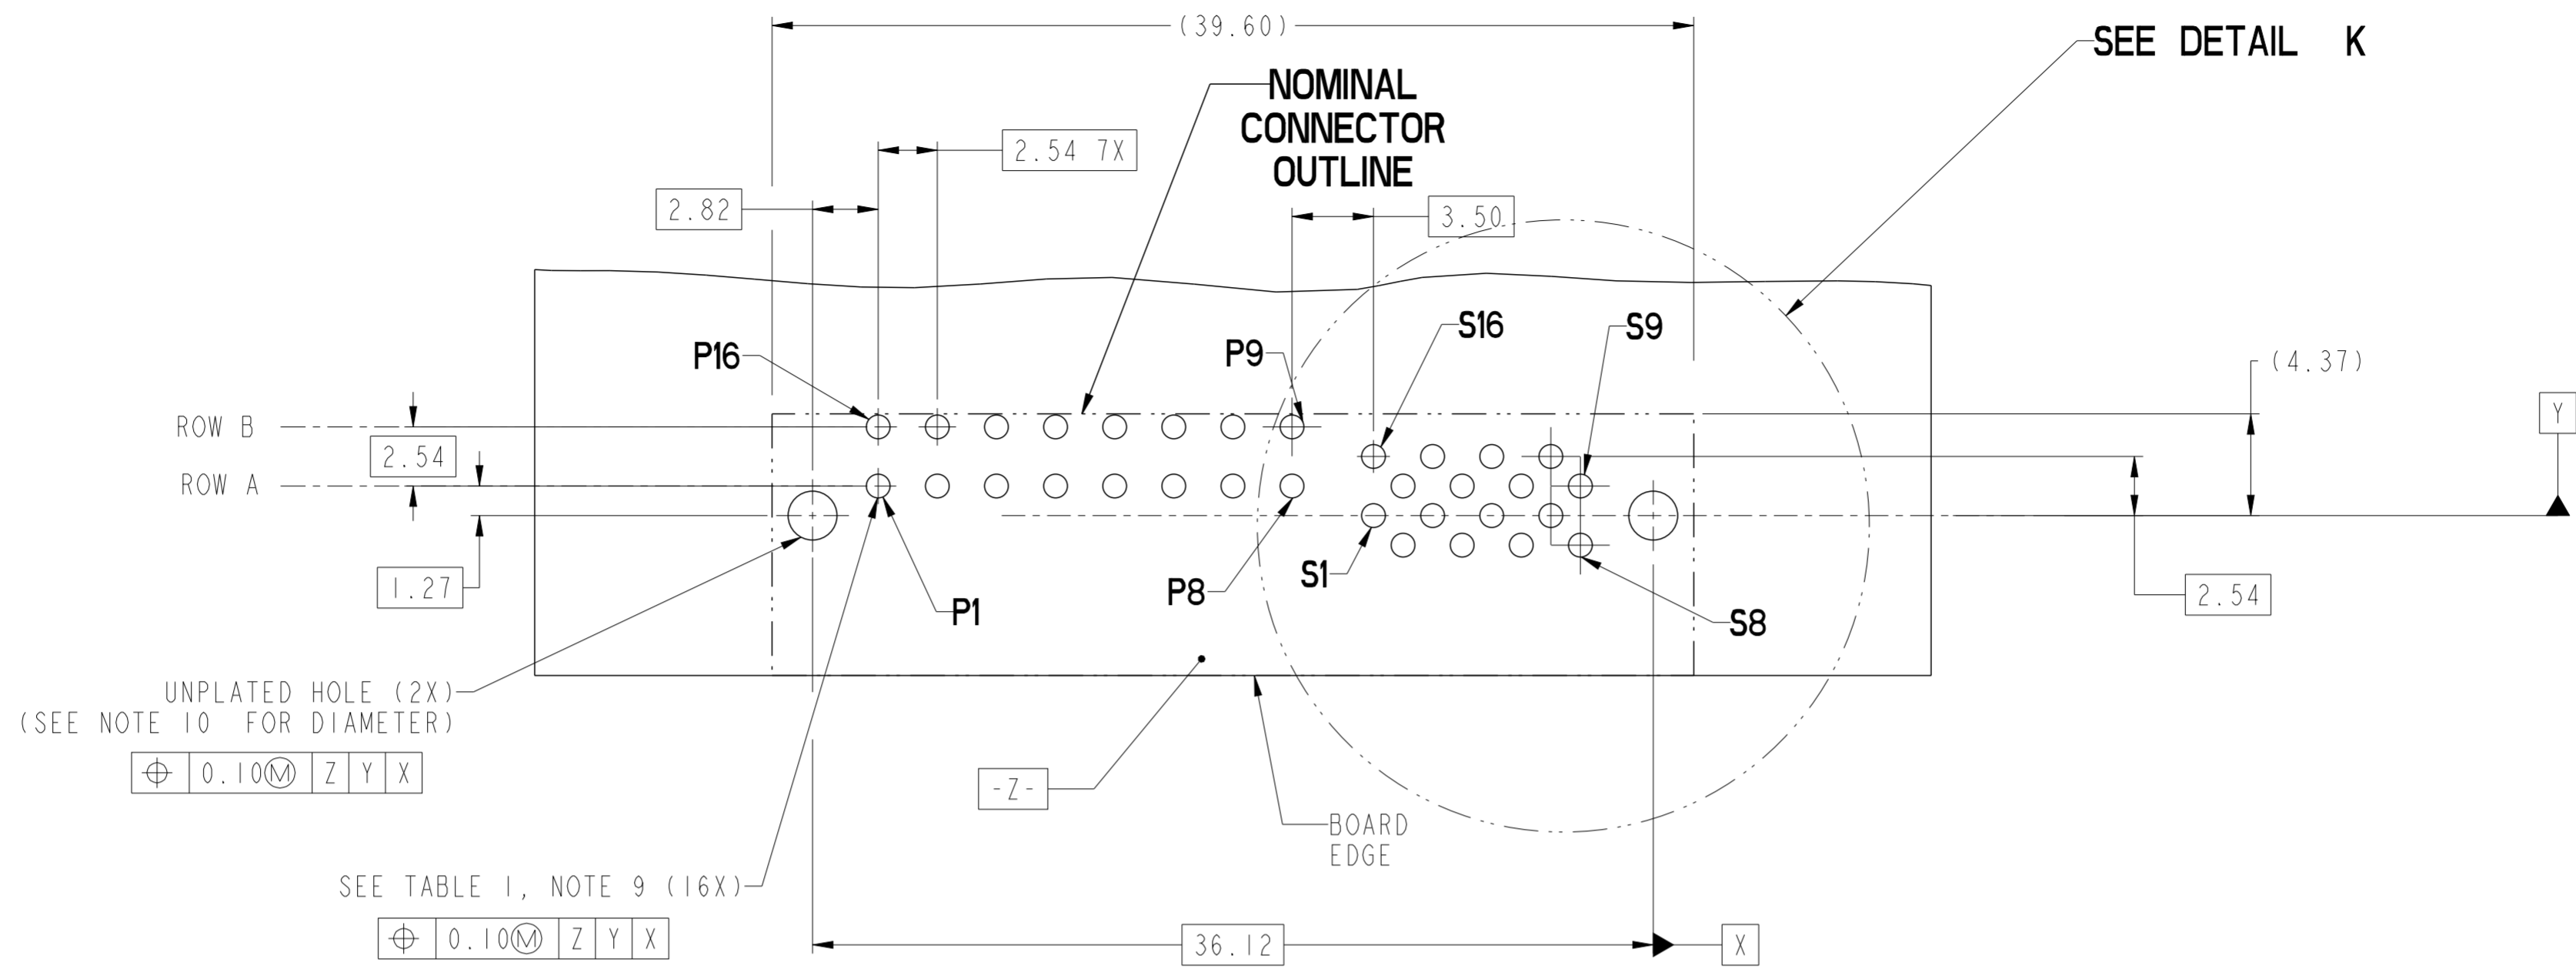 (39.60)
SEE DETAIL K
NOMINAL
CONNECTOR
OUTLINE
2.54 7X
2.82
3.50
S16
S9
P16
P9
(4.37)
Y
ROW B
2.54
ROW A
1.27
P1
P8
S1
S8
2.54
UNPLATED HOLE (2X)
(SEE NOTE 10 FOR DIAMETER)
⌖ 0.10Ⓜ Z Y X
-Z-
BOARD
EDGE
SEE TABLE 1, NOTE 9 (16X)
⌖ 0.10Ⓜ Z Y X
36.12
X